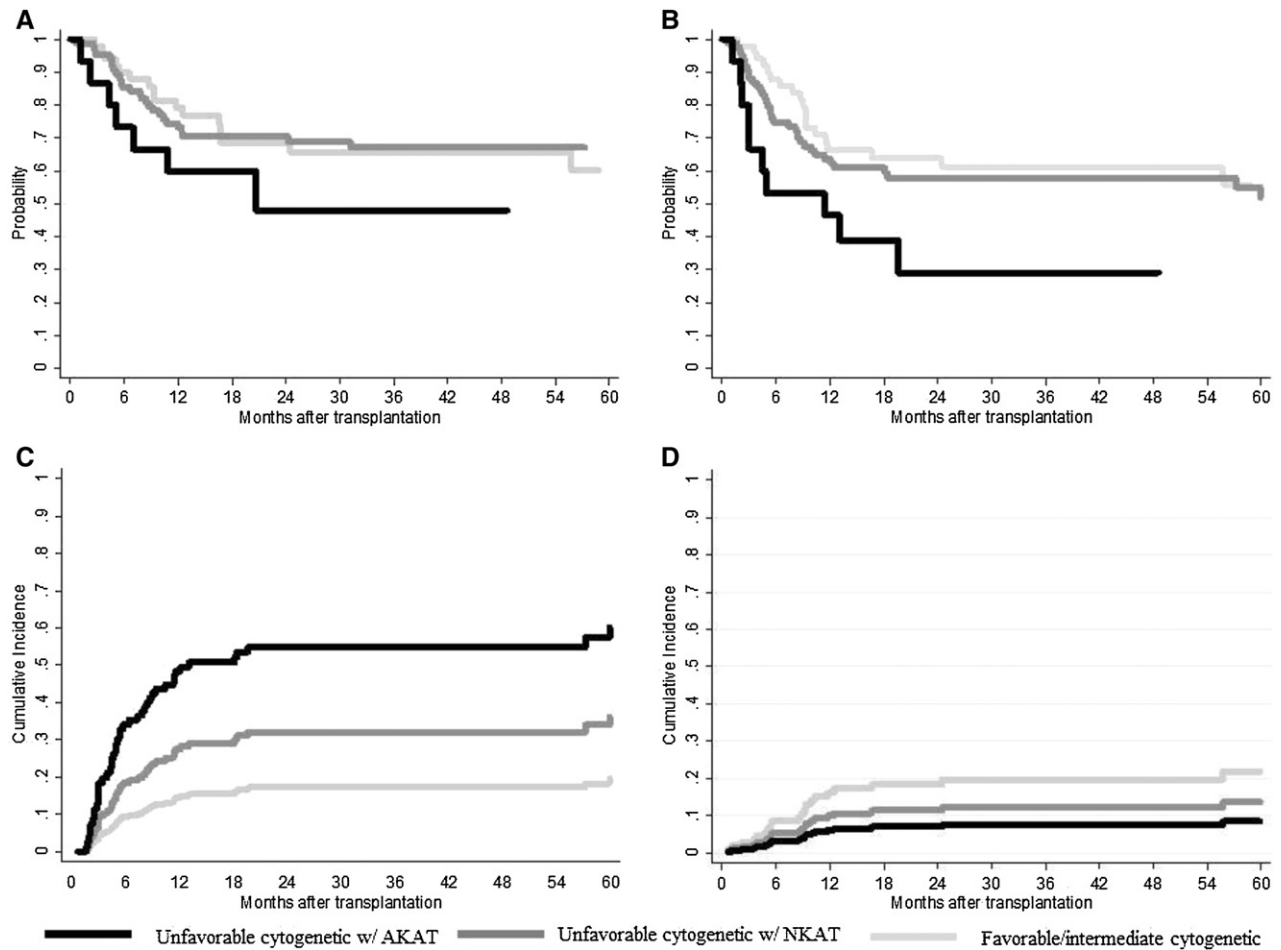 A
B
1
.9
.8
.7
.6
.5
.4
.3
.2
.1
0
Probability
0 6 12 18 24 30 36 42 48 54 60
Months after transplantation
1
.9
.8
.7
.6
.5
.4
.3
.2
.1
0
Probability
0 6 12 18 24 30 36 42 48 54 60
Months after transplantation
C
D
1
.9
.8
.7
.6
.5
.4
.3
.2
.1
0
Cumulative Incidence
0 6 12 18 24 30 36 42 48 54 60
Months after transplantation
1
.9
.8
.7
.6
.5
.4
.3
.2
.1
0
Cumulative Incidence
0 6 12 18 24 30 36 42 48 54 60
Months after transplantation
Unfavorable cytogenetic w/ AKAT Unfavorable cytogenetic w/ NKAT Favorable/intermediate cytogenetic